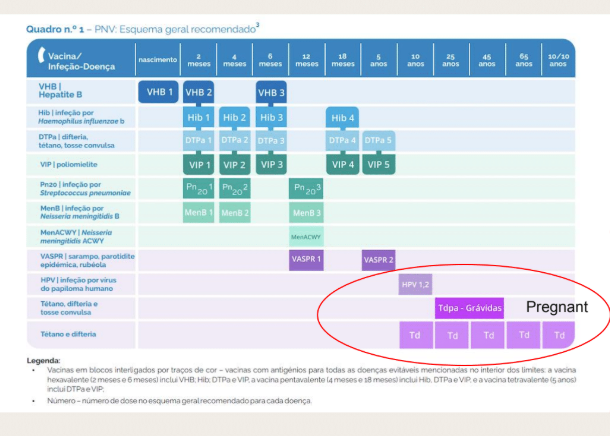 Quadro n.º 1 – PNV: Esquema geral recomendado³
Vacina/ Infeção-Doença nascimento 2 meses 4 meses 6 meses 12 meses 18 meses 5 anos 10 anos 25 anos 45 anos 65 anos 10/10 anos
VHB | Hepatite B VHB 1 VHB 2 VHB 3
Hib | infeção por Haemophilus influenzae b Hib 1 Hib 2 Hib 3 Hib 4
DTPa | difteria, tétano, tosse convulsa DTPa 1 DTPa 2 DTPa 3 DTPa 4 DTPa 5
VIP | poliomielite VIP 1 VIP 2 VIP 3 VIP 4 VIP 5
Pn20 | infeção por Streptococcus pneumoniae Pn₂₀1 Pn₂₀2 Pn₂₀3
MenB | infeção por Neisseria meningitidis B MenB 1 MenB 2 MenB 3
MenACWY | Neisseria meningitidis ACWY MenACWY
VASPR | sarampo, parotidite epidémica, rubéola VASPR 1 VASPR 2
HPV | infeção por vírus do papiloma humano HPV 1,2
Tétano, difteria e tosse convulsa Tdpa - Grávidas Pregnant
Tétano e difteria Td Td Td Td Td
Legenda:
• Vacinas em blocos interligados por traços de cor – vacinas com antigénios para todas as doenças evitáveis mencionadas no interior dos limites: a vacina
hexavalente (2 meses e 6 meses) inclui VHB; Hib; DTPa e VIP, a vacina pentavalente (4 meses e 18 meses) inclui Hib, DTPa e VIP, e a vacina tetravalente (5 anos)
inclui DTPa e VIP;
• Número – número de dose no esquema geral recomendado para cada doença.